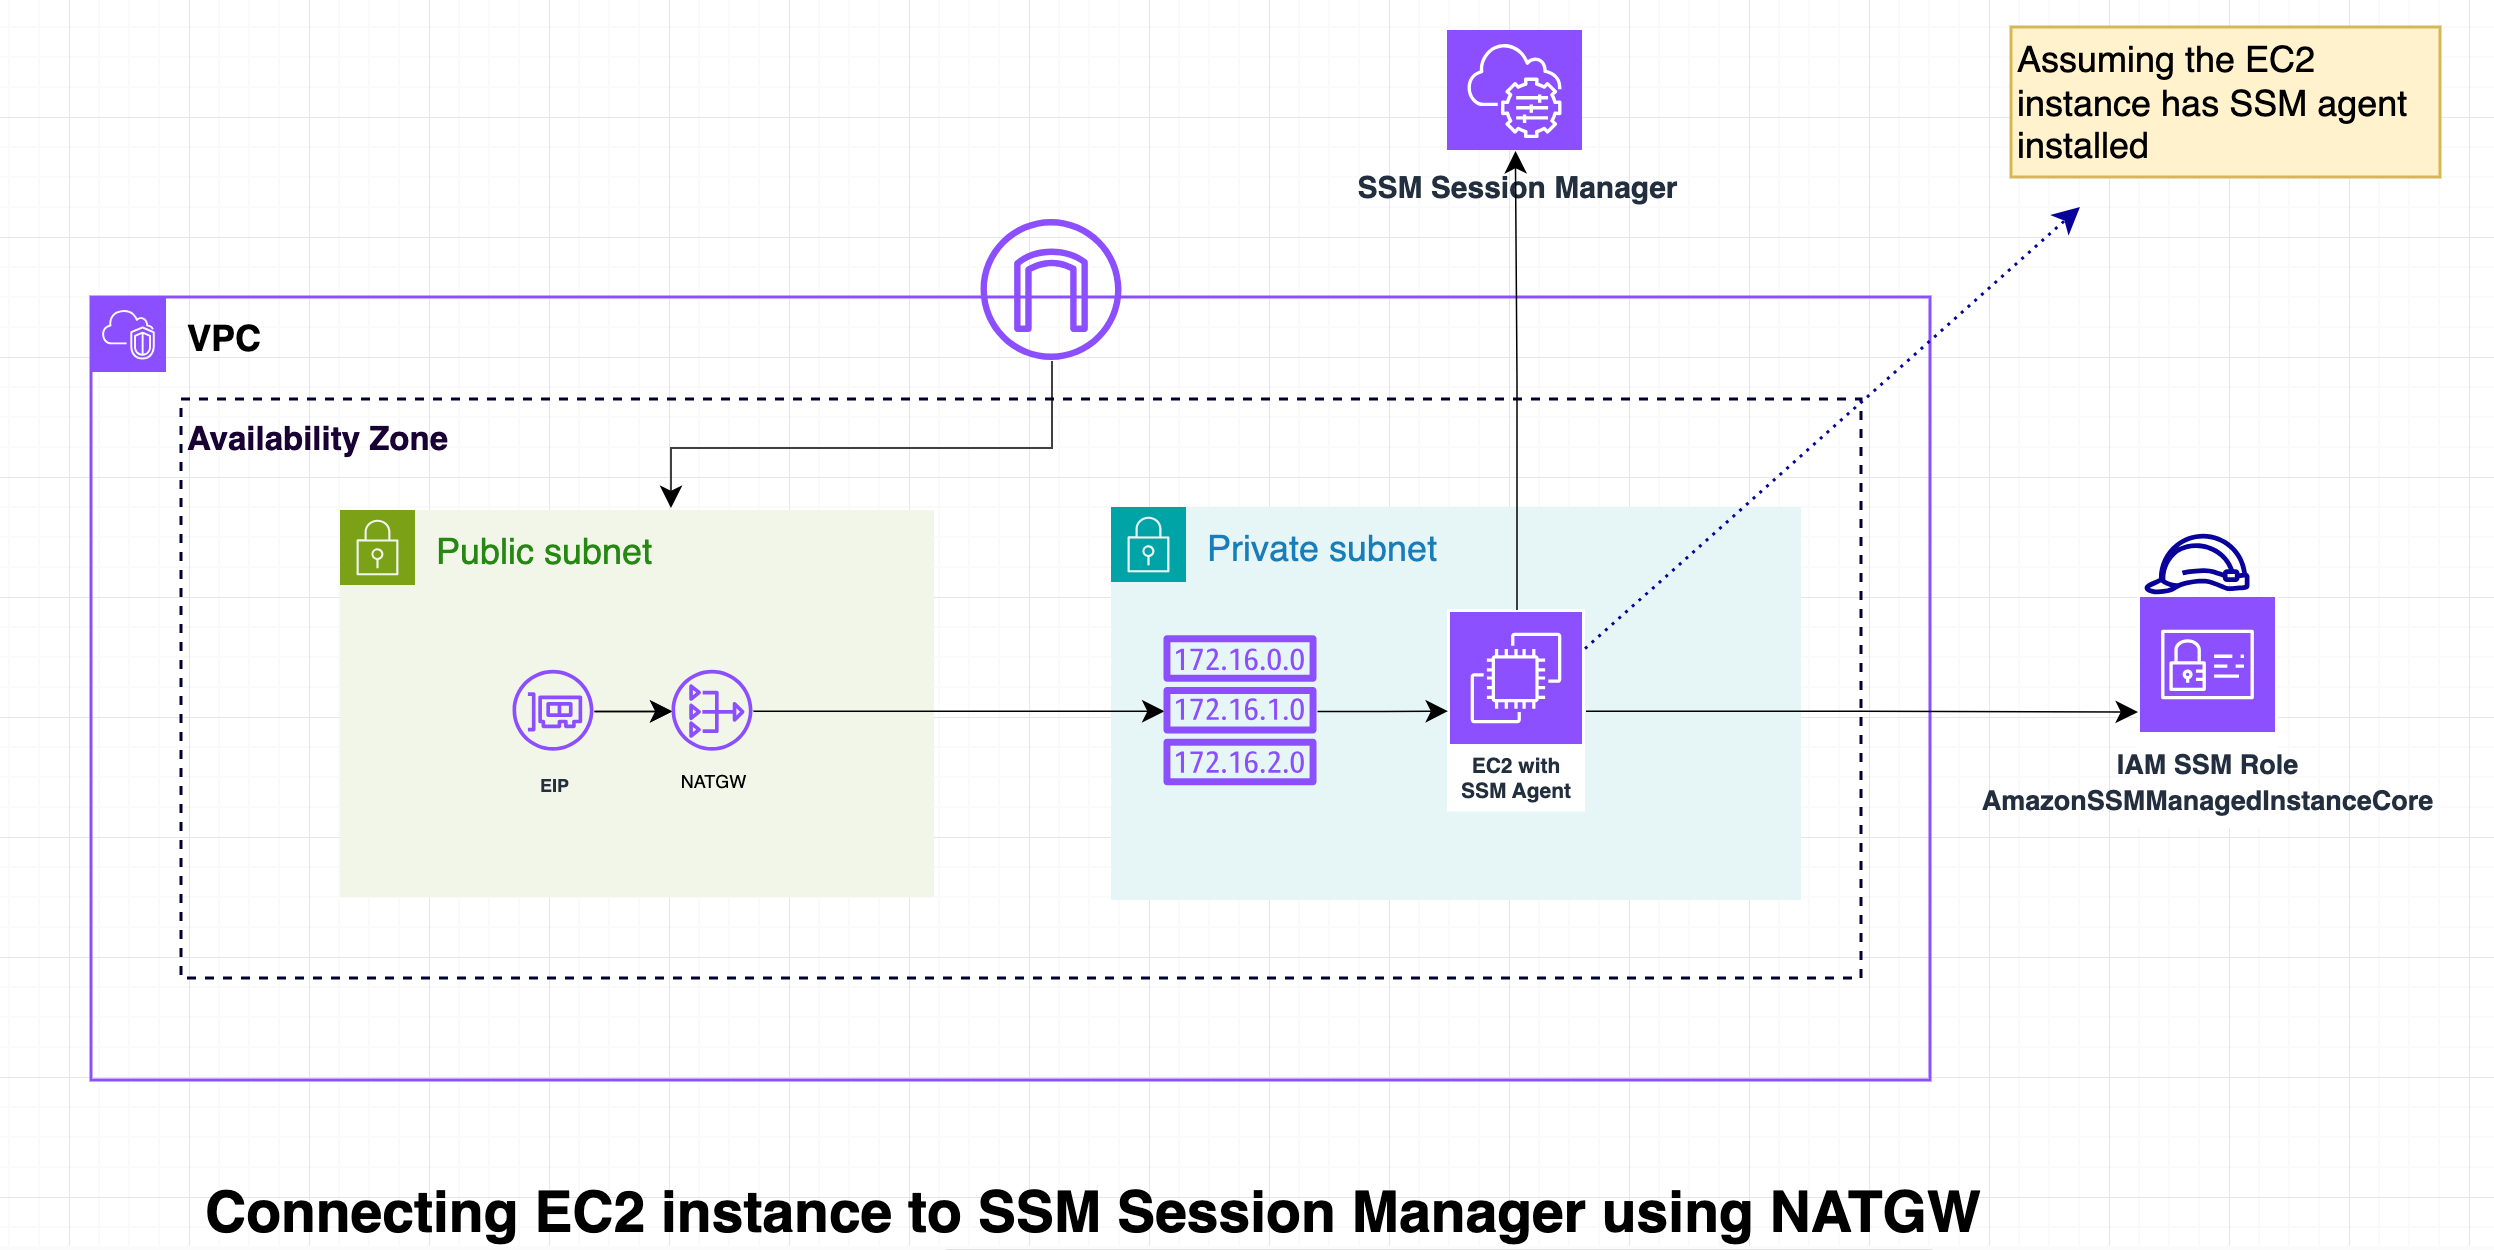 Assuming the EC2
instance has SSM agent
installed
SSM Session Manager
VPC
Availability Zone
Public subnet
Private subnet
172.16.0.0
172.16.1.0
172.16.2.0
EIP
NATGW
EC2 with
SSM Agent
IAM SSM Role
AmazonSSMManagedInstanceCore
Connecting EC2 instance to SSM Session Manager using NATGW